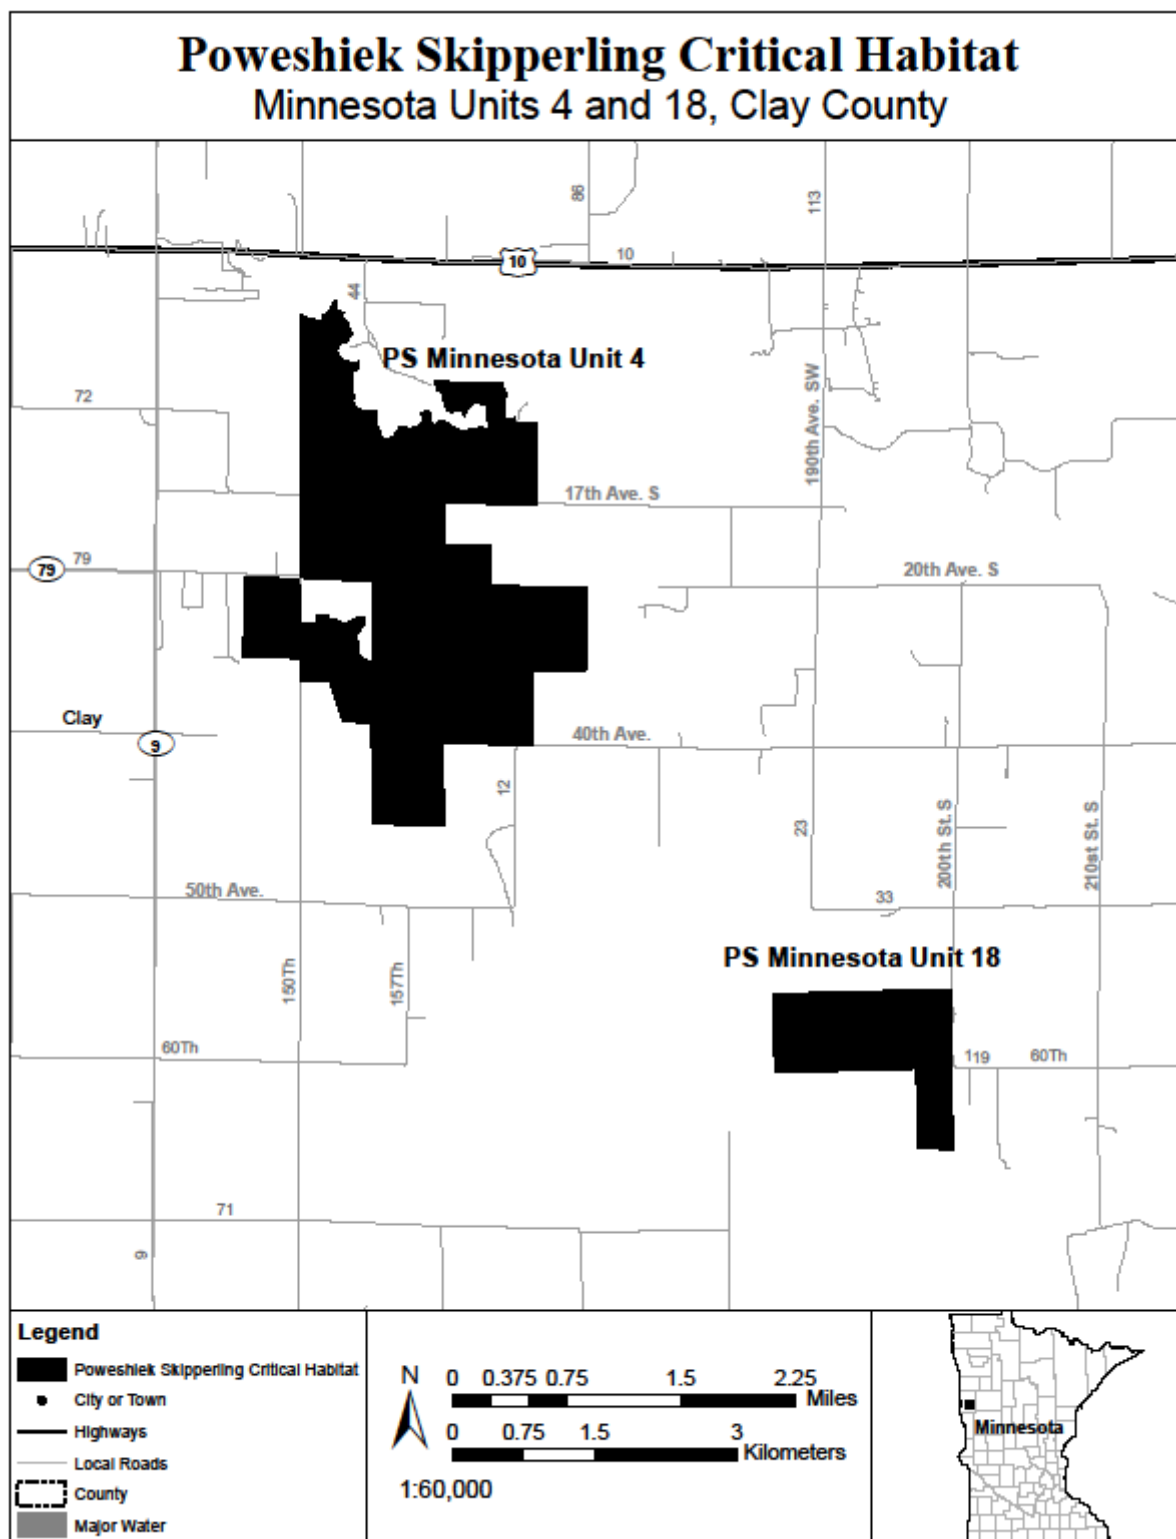 Poweshiek Skipperling Critical Habitat
Minnesota Units 4 and 18, Clay County
86
113
10
10
44
PS Minnesota Unit 4
72
190th Ave. SW
17th Ave. S
79
79
20th Ave. S
Clay
9
40th Ave.
12
23
200th St. S
210st St. S
50th Ave.
33
PS Minnesota Unit 18
150Th
157Th
60Th
119
60Th
71
9
Legend
Poweshiek Skipperling Critical Habitat
City or Town
Highways
Local Roads
County
Major Water
N
0 0.375 0.75 1.5 2.25
Miles
0 0.75 1.5 3
Kilometers
1:60,000
Minnesota